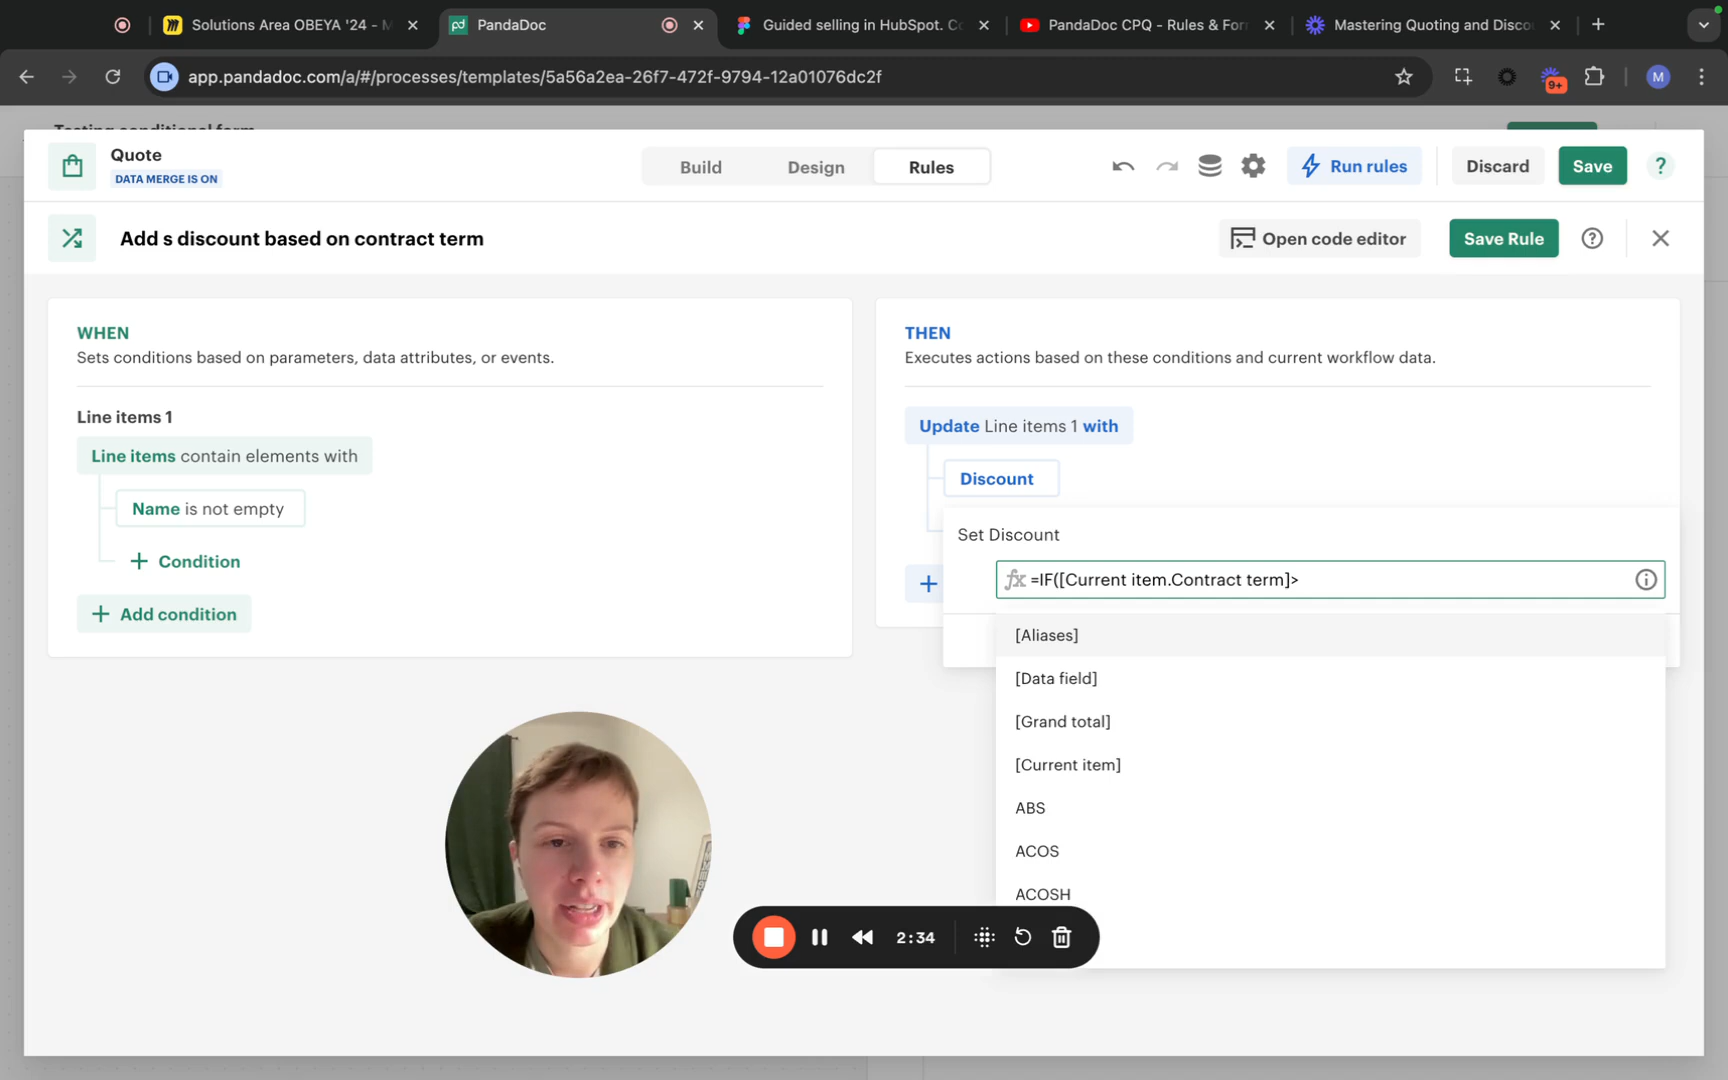 Solutions Area OBEYA '24 - M
PandaDoc
Guided selling in HubSpot. Co
PandaDoc CPQ - Rules & For
Mastering Quoting and Disco
app.pandadoc.com/a/#/processes/templates/5a56a2ea-26f7-472f-9794-12a01076dc2f
9+
M
Testing conditional form
Quote
DATA MERGE IS ON
Build
Design
Rules
Run rules
Discard
Save
?
Add s discount based on contract term
Open code editor
Save Rule
?
WHEN
Sets conditions based on parameters, data attributes, or events.
Line items 1
Line items contain elements with
Name is not empty
+ Condition
+ Add condition
THEN
Executes actions based on these conditions and current workflow data.
Update Line items 1 with
Discount
Set Discount
+
fx =IF([Current item.Contract term]>
[Aliases]
[Data field]
[Grand total]
[Current item]
ABS
ACOS
ACOSH
2:34